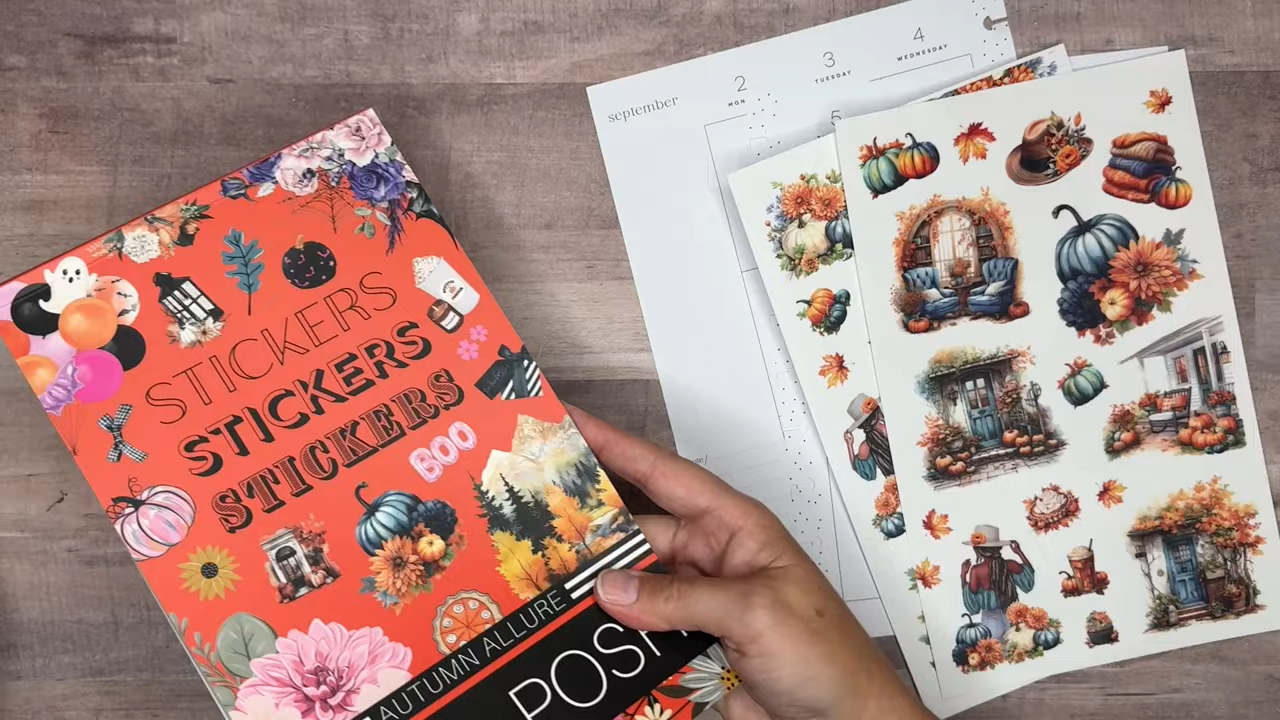 STICKERS
STICKERS
STICKERS
BOO
AUTUMN ALLURE
POSH
september
2
MON
3
TUESDAY
4
WEDNESDAY
5